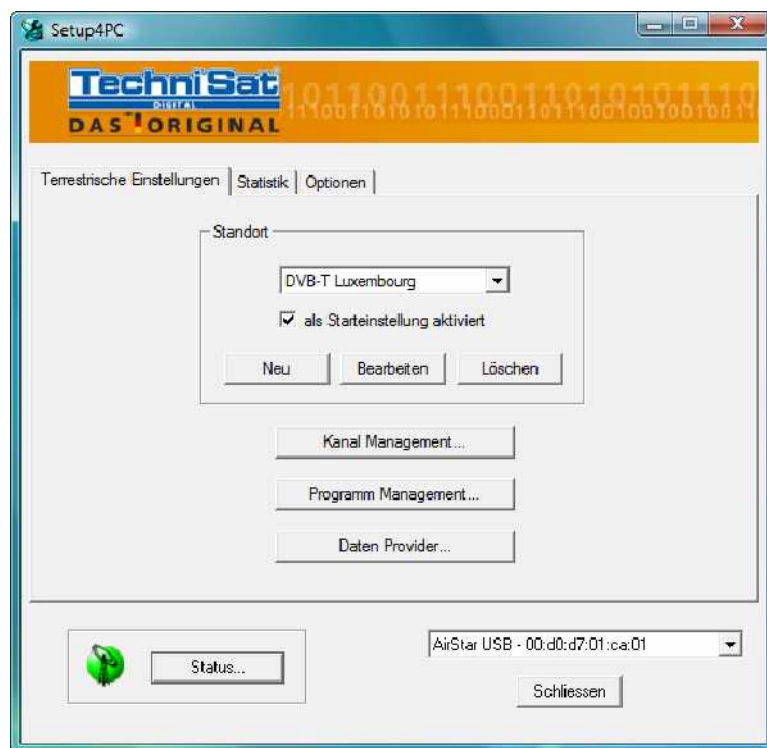 Setup4PC
TechniSat
DIGITAL
DAS ORIGINAL
Terrestrische Einstellungen Statistik Optionen
Standort
DVB-T Luxembourg
als Starteinstellung aktiviert
Neu Bearbeiten Löschen
Kanal Management...
Programm Management...
Daten Provider...
Status...
AirStar USB - 00:d0:d7:01:ca:01
Schliessen